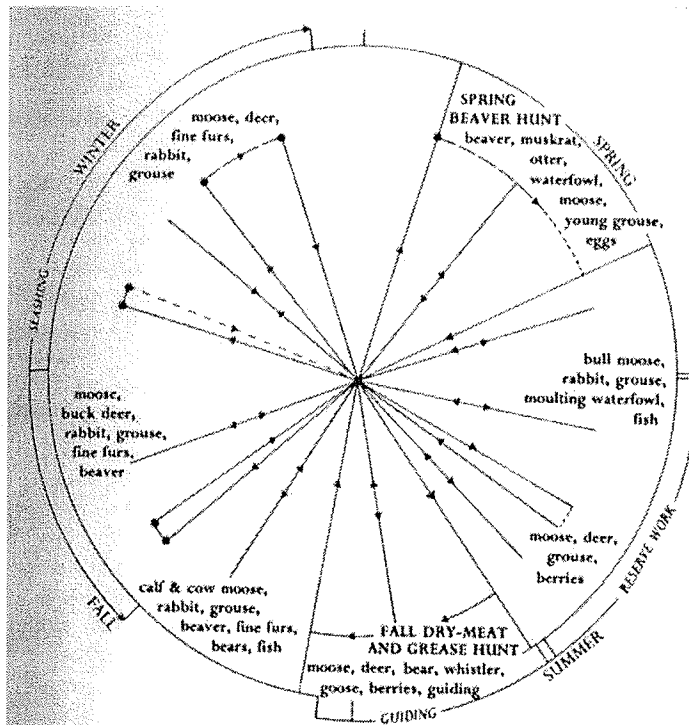 SPRING
BEAVER HUNT
beaver, muskrat,
otter,
waterfowl,
moose,
young grouse,
eggs
SPRING
bull moose,
rabbit, grouse,
moulting waterfowl,
fish
RESERVE WORK
moose, deer,
grouse,
berries
SUMMER
FALL DRY-MEAT
AND GREASE HUNT
moose, deer, bear, whistler,
goose, berries, guiding
GUIDING
calf & cow moose,
rabbit, grouse,
beaver, fine furs,
bears, fish
FALL
moose,
buck deer,
rabbit, grouse,
fine furs,
beaver
SLASHING
WINTER
moose, deer,
fine furs,
rabbit,
grouse